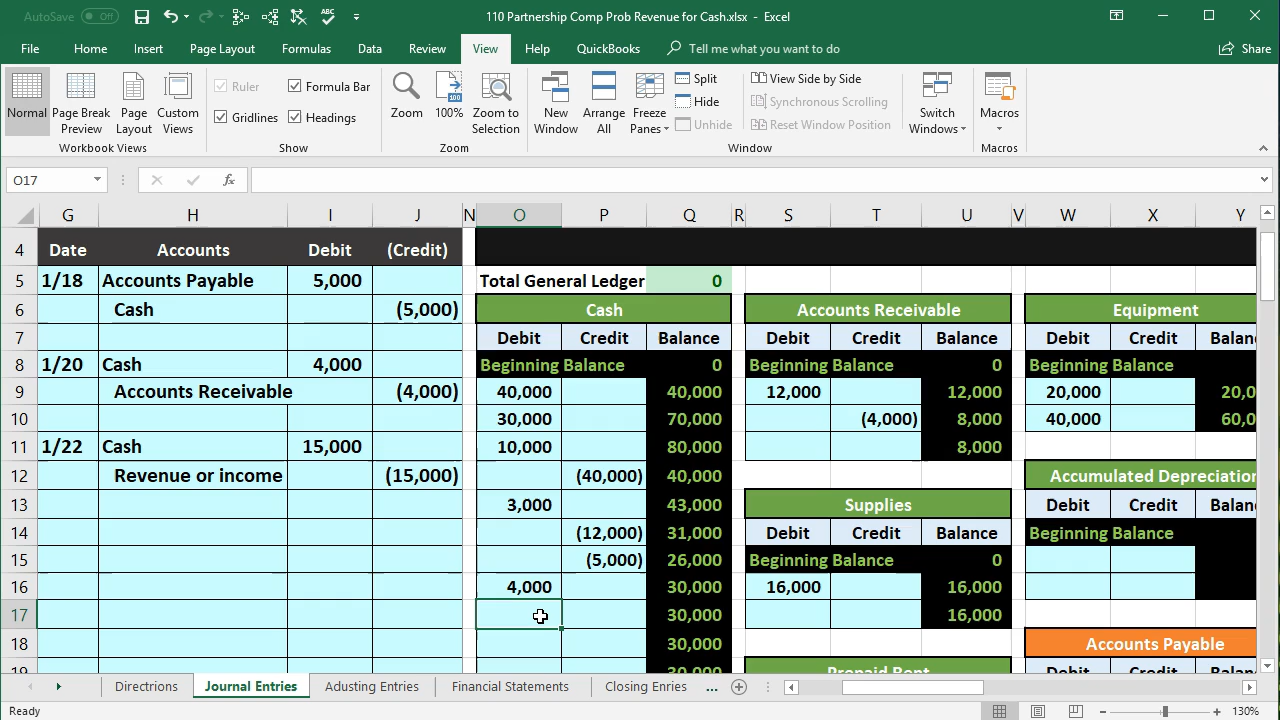 AutoSave Off 110 Partnership Comp Prob Revenue for Cash.xlsx - Excel
File Home Insert Page Layout Formulas Data Review View Help QuickBooks Tell me what you want to do Share
Normal Page Break Preview Page Layout Custom Views
Workbook Views
Ruler Formula Bar
Gridlines Headings
Show
Zoom 100% Zoom to Selection
Zoom
New Window Arrange All Freeze Panes
Split
Hide
Unhide
View Side by Side
Synchronous Scrolling
Reset Window Position
Switch Windows
Window
Macros
Macros
O17 fx
G H I J N O P Q R S T U V W X Y
4 Date Accounts Debit (Credit)
5 1/18 Accounts Payable 5,000 Total General Ledger 0
6 Cash (5,000) Cash Accounts Receivable Equipment
7 Debit Credit Balance Debit Credit Balance Debit Credit Balan
8 1/20 Cash 4,000 Beginning Balance 0 Beginning Balance 0 Beginning Balance
9 Accounts Receivable (4,000) 40,000 40,000 12,000 12,000 20,000 20,0
10 30,000 70,000 (4,000) 8,000 40,000 60,0
11 1/22 Cash 15,000 10,000 80,000 8,000
12 Revenue or income (15,000) (40,000) 40,000 Accumulated Depreciation
13 3,000 43,000 Supplies Debit Credit Balan
14 (12,000) 31,000 Debit Credit Balance Beginning Balance
15 (5,000) 26,000 Beginning Balance 0
16 4,000 30,000 16,000 16,000
17 30,000 16,000
18 30,000 Accounts Payable
19 30,000 Prepaid Rent Debit Credit Balan
Directions Journal Entries Adusting Entries Financial Statements Closing Enries ...
Ready 130%